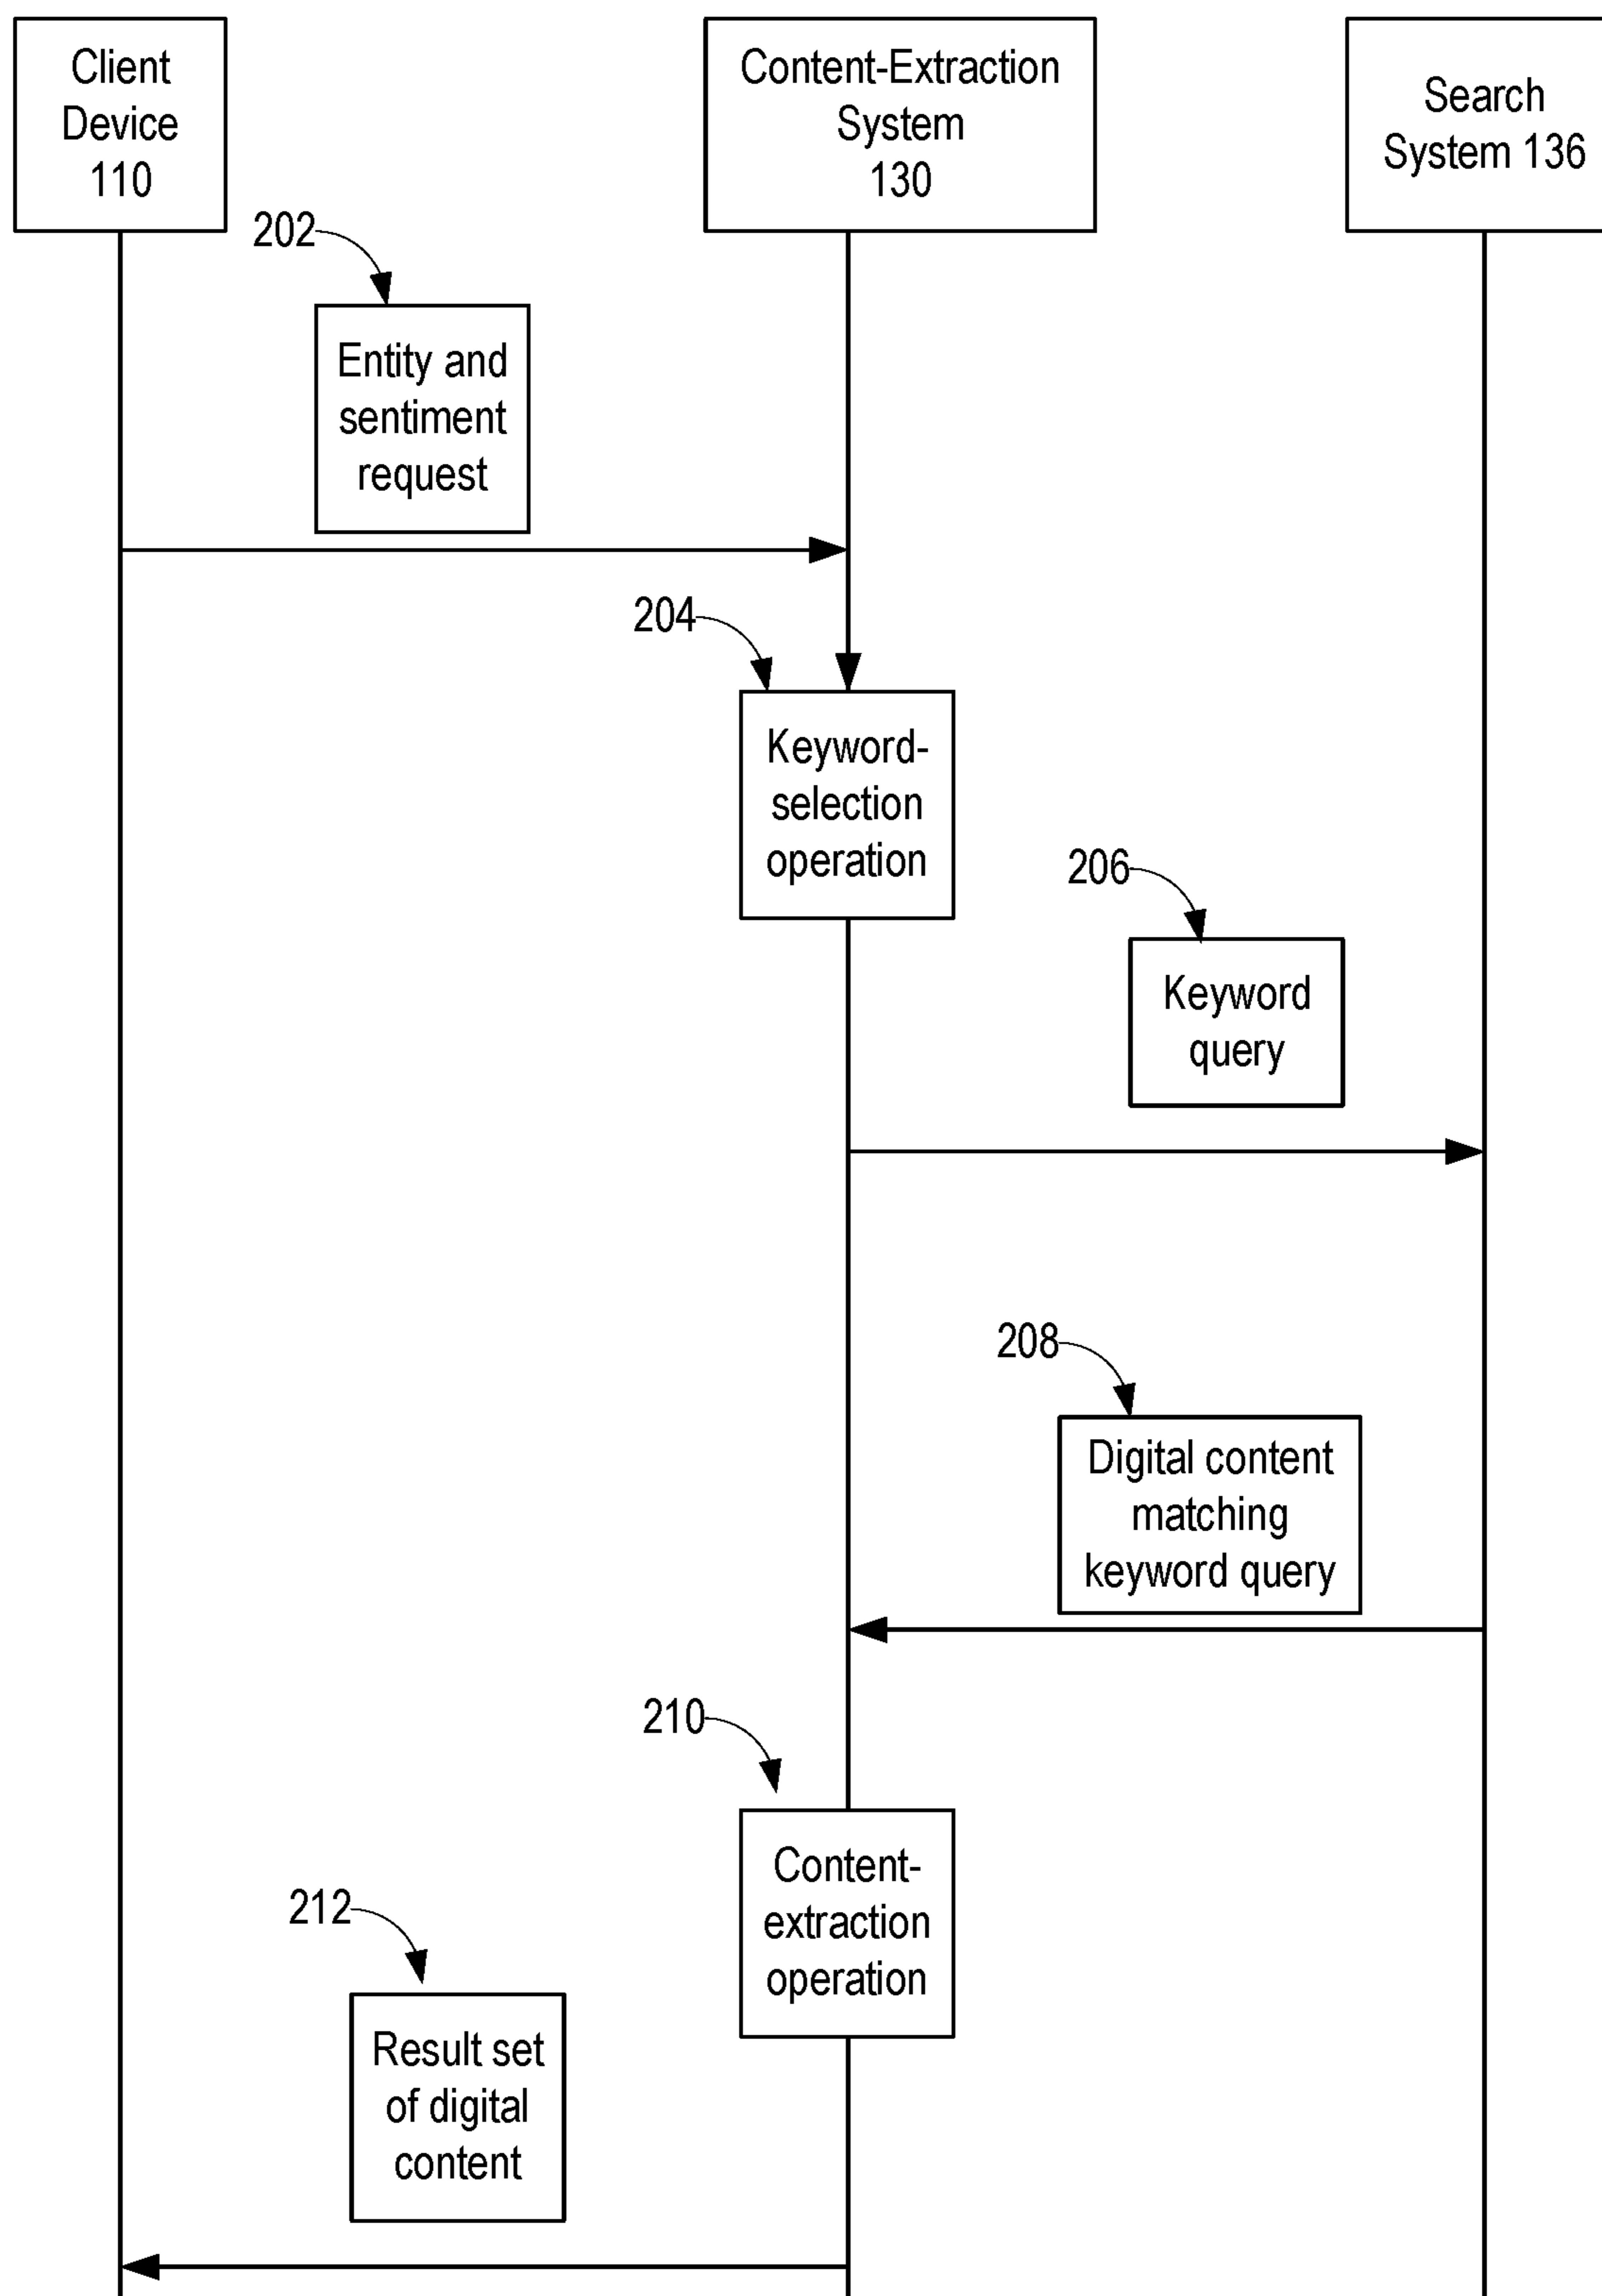 Client
Device
110
Content-Extraction
System
130
Search
System 136
202
Entity and
sentiment
request
204
Keyword-
selection
operation
206
Keyword
query
208
Digital content
matching
keyword query
210
Content-
extraction
operation
212
Result set
of digital
content